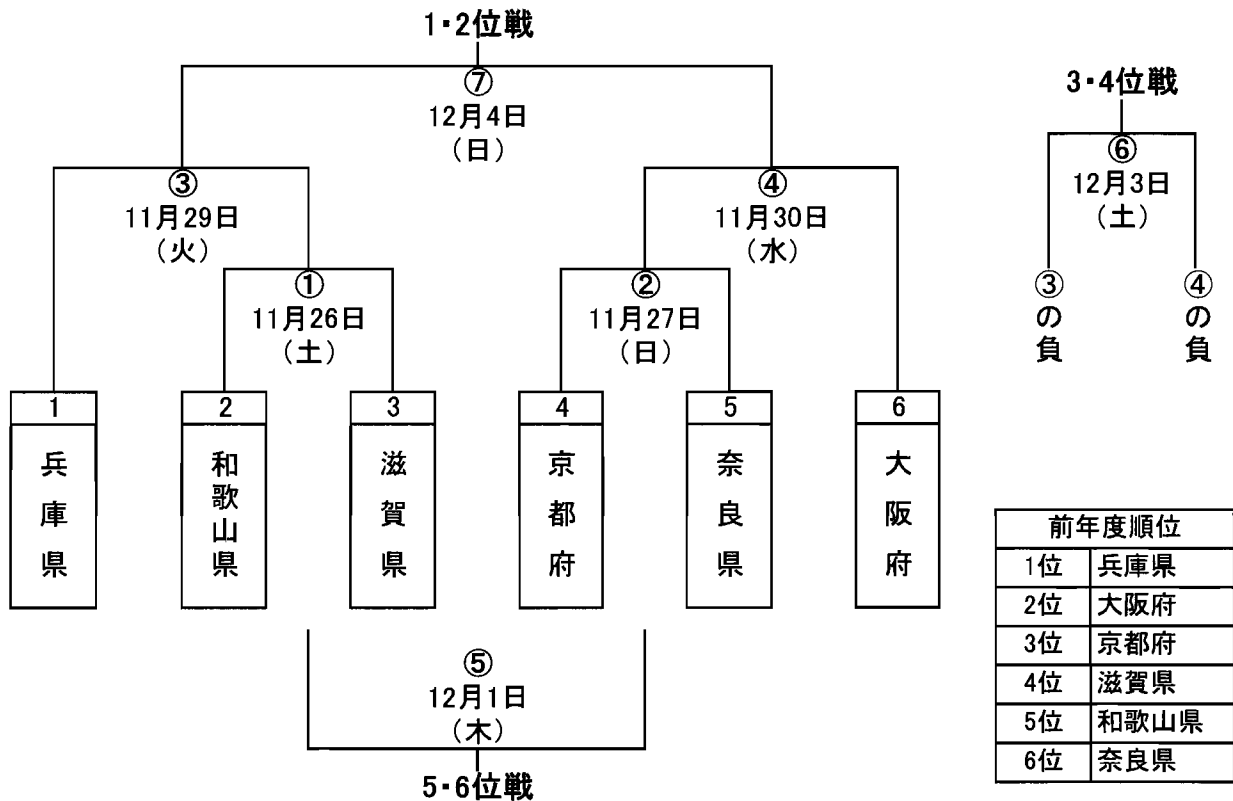 1・2位戦
⑦
12月4日
（日）
3・4位戦
⑥
12月3日
（土）
③の負
④の負
③
11月29日
（火）
④
11月30日
（水）
①
11月26日
（土）
②
11月27日
（日）
1
兵庫県
2
和歌山県
3
滋賀県
4
京都府
5
奈良県
6
大阪府
⑤
12月1日
（木）
5・6位戦
前年度順位
1位 兵庫県
2位 大阪府
3位 京都府
4位 滋賀県
5位 和歌山県
6位 奈良県